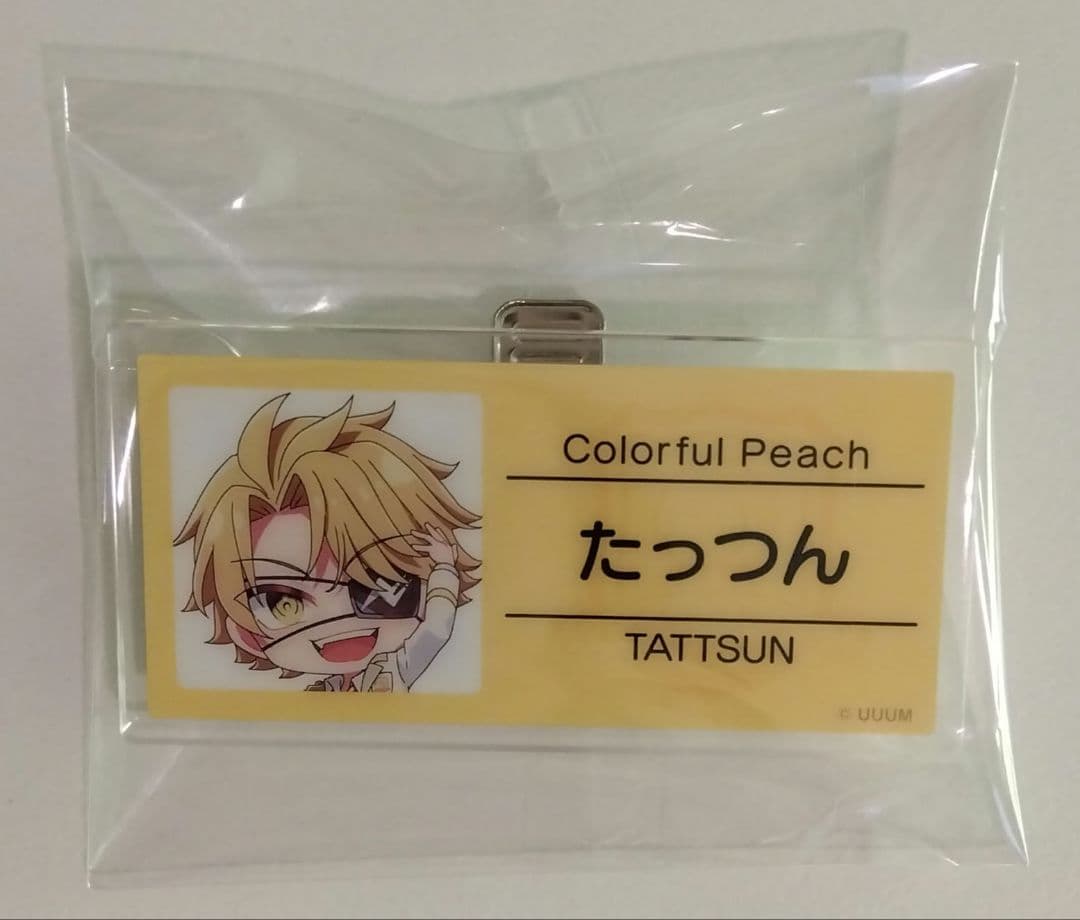 Colorful Peach
たっつん
TATTSUN
© UUUM